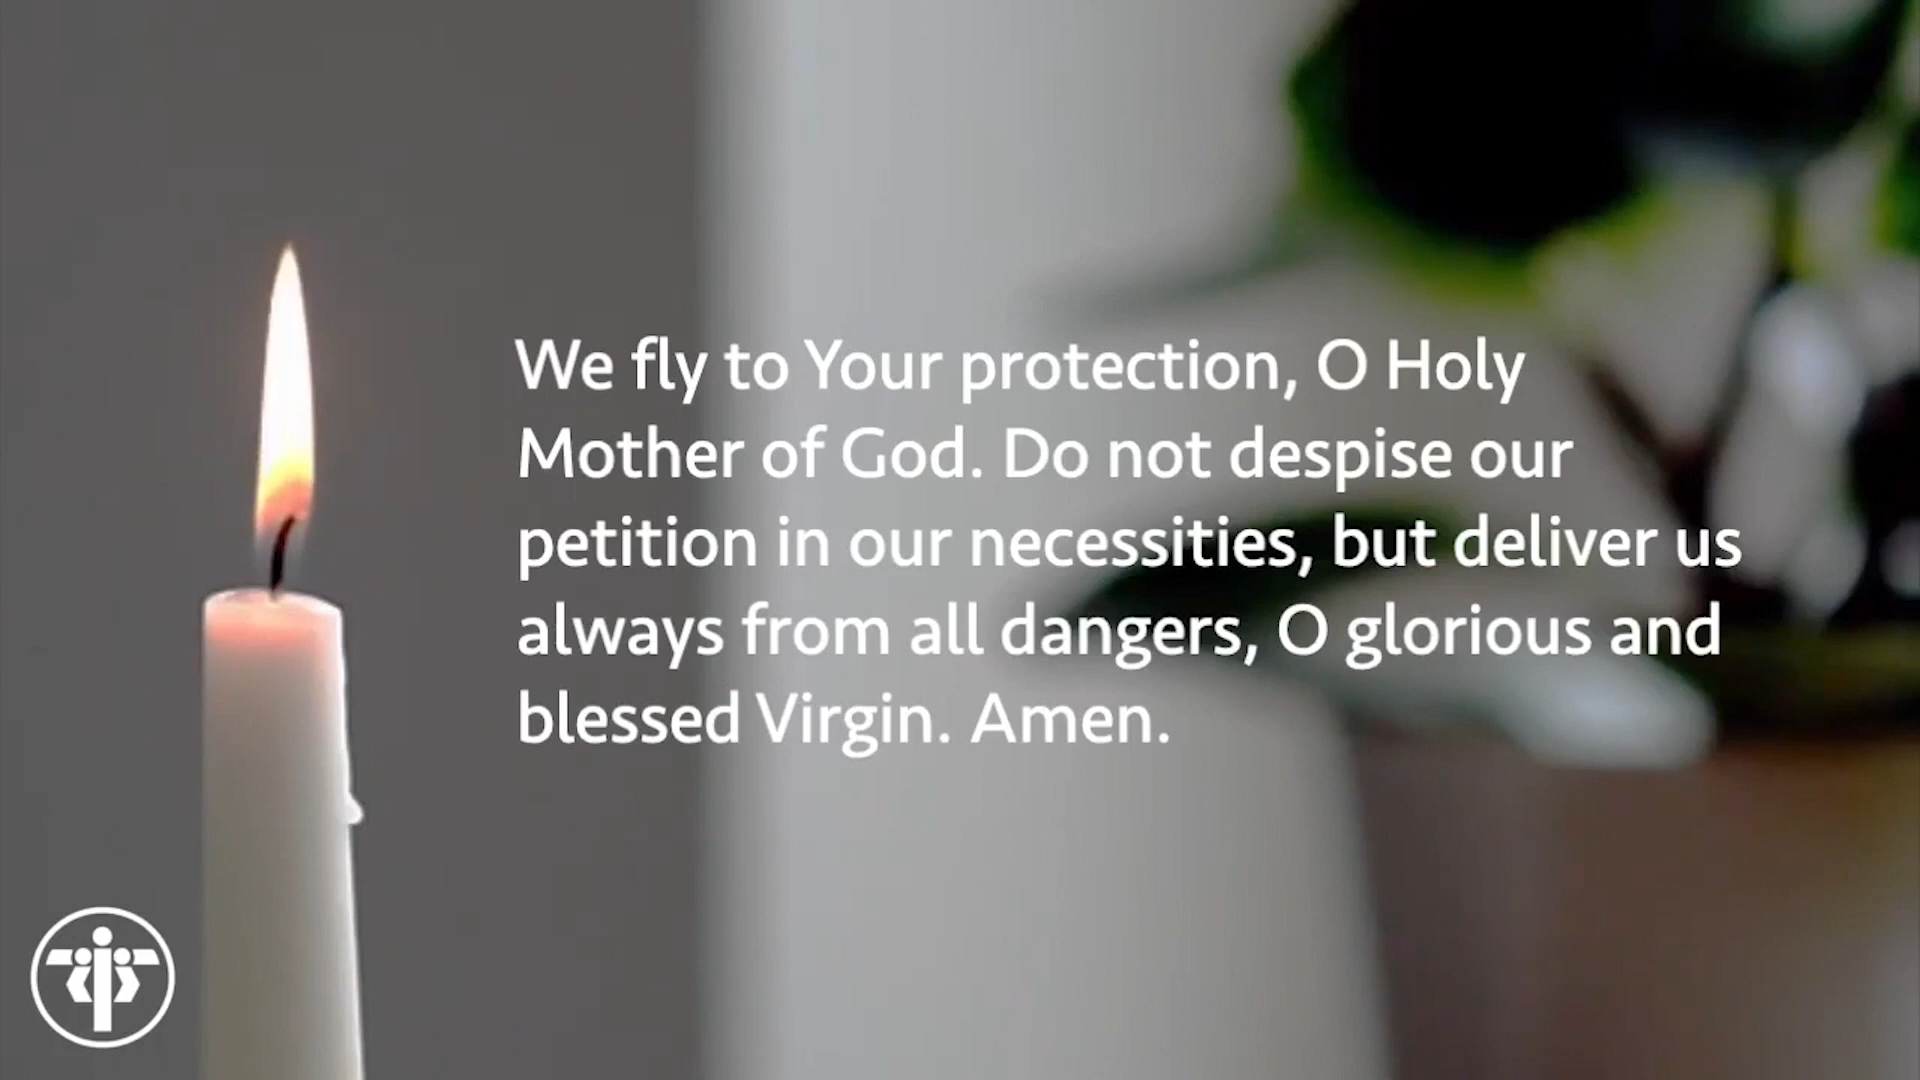 We fly to Your protection, O Holy
Mother of God. Do not despise our
petition in our necessities, but deliver us
always from all dangers, O glorious and
blessed Virgin. Amen.